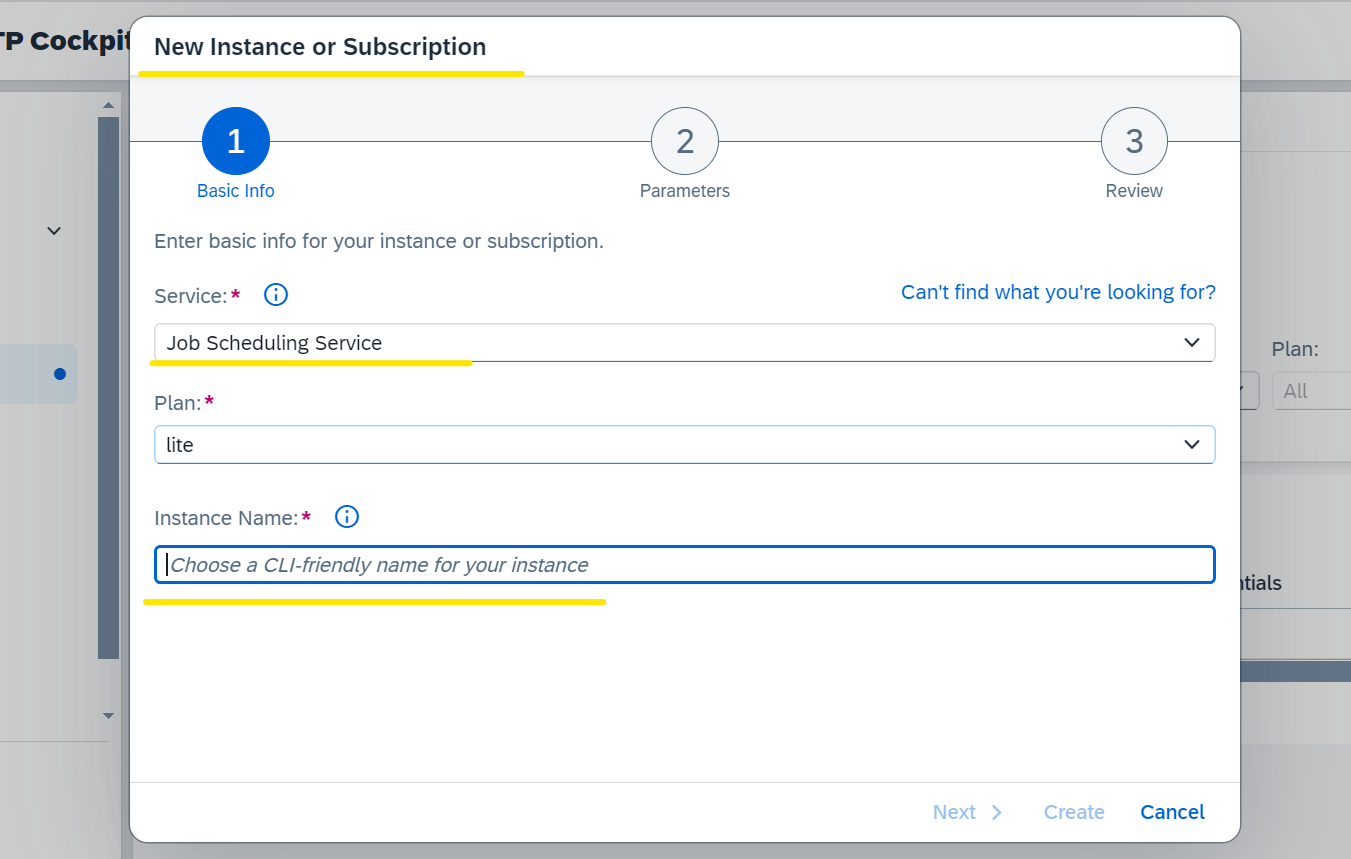 TP Cockpit
New Instance or Subscription
1
2
3
Basic Info
Parameters
Review
Enter basic info for your instance or subscription.
Service:*
Can't find what you're looking for?
Job Scheduling Service
Plan:*
lite
Instance Name:*
Choose a CLI-friendly name for your instance
Next
Create
Cancel
Plan:
All
ntials